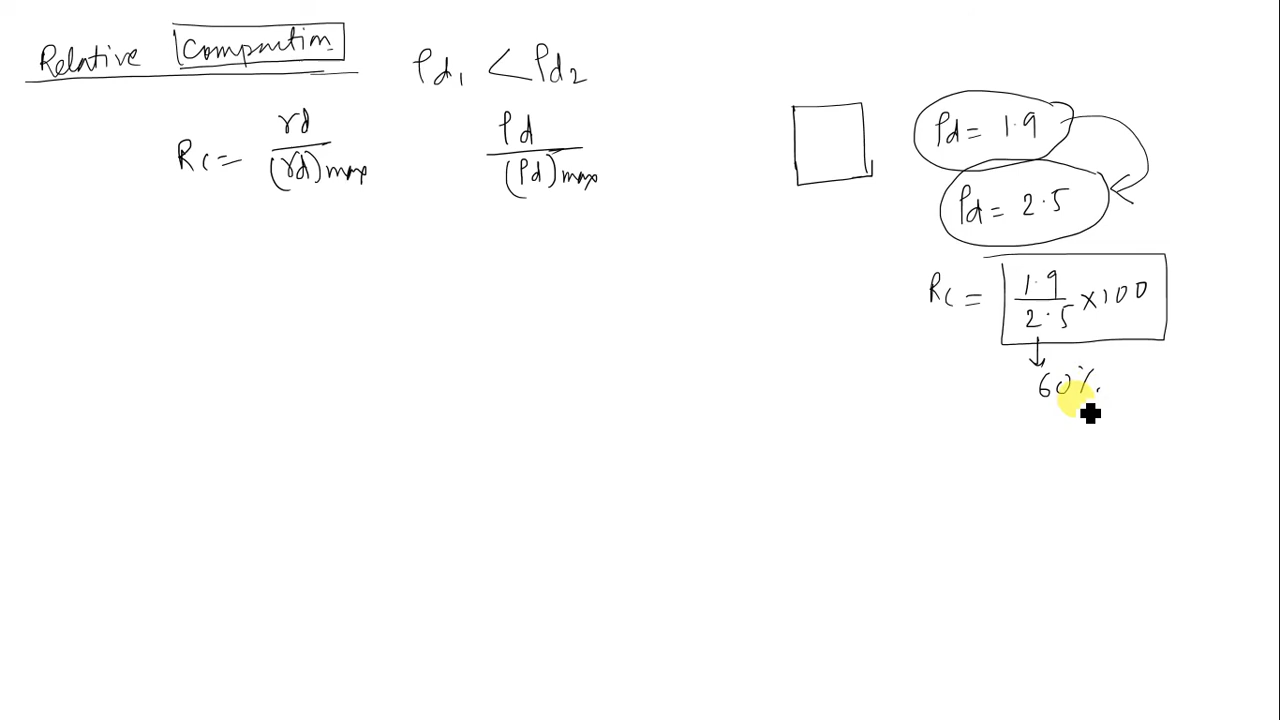 Relative Compaction
ρd1 < ρd2
Rc = γd / (γd)max
ρd / (ρd)max
ρd = 1.9
ρd = 2.5
Rc = 1.9 / 2.5 × 100
60%